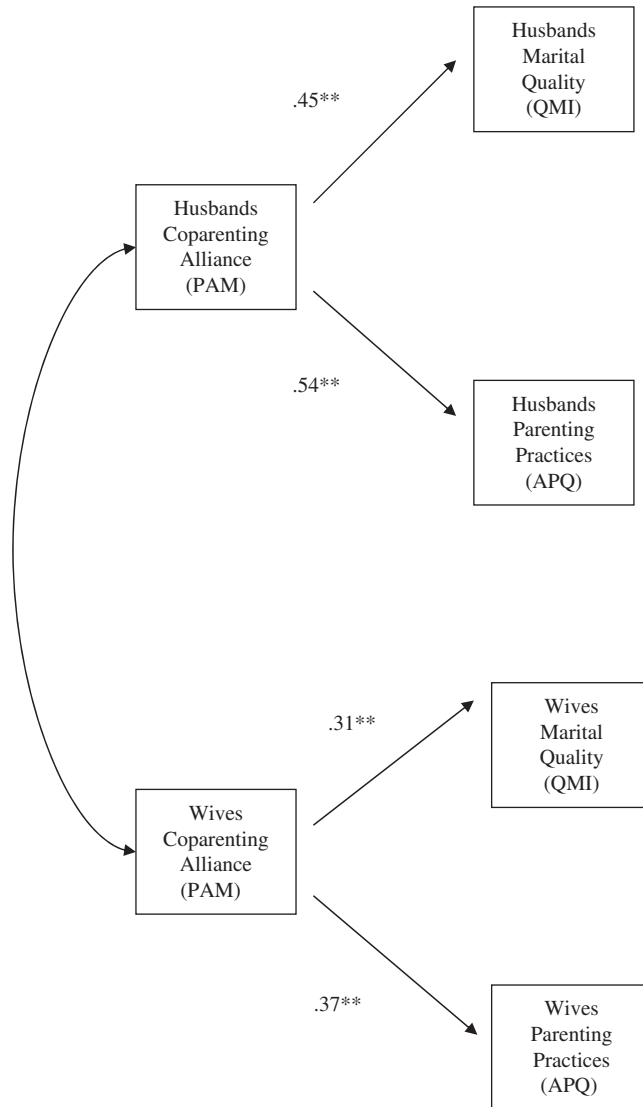 Husbands
Marital
Quality
(QMI)
.45**
Husbands
Coparenting
Alliance
(PAM)
.54**
Husbands
Parenting
Practices
(APQ)
Wives
Marital
Quality
(QMI)
.31**
Wives
Coparenting
Alliance
(PAM)
.37**
Wives
Parenting
Practices
(APQ)